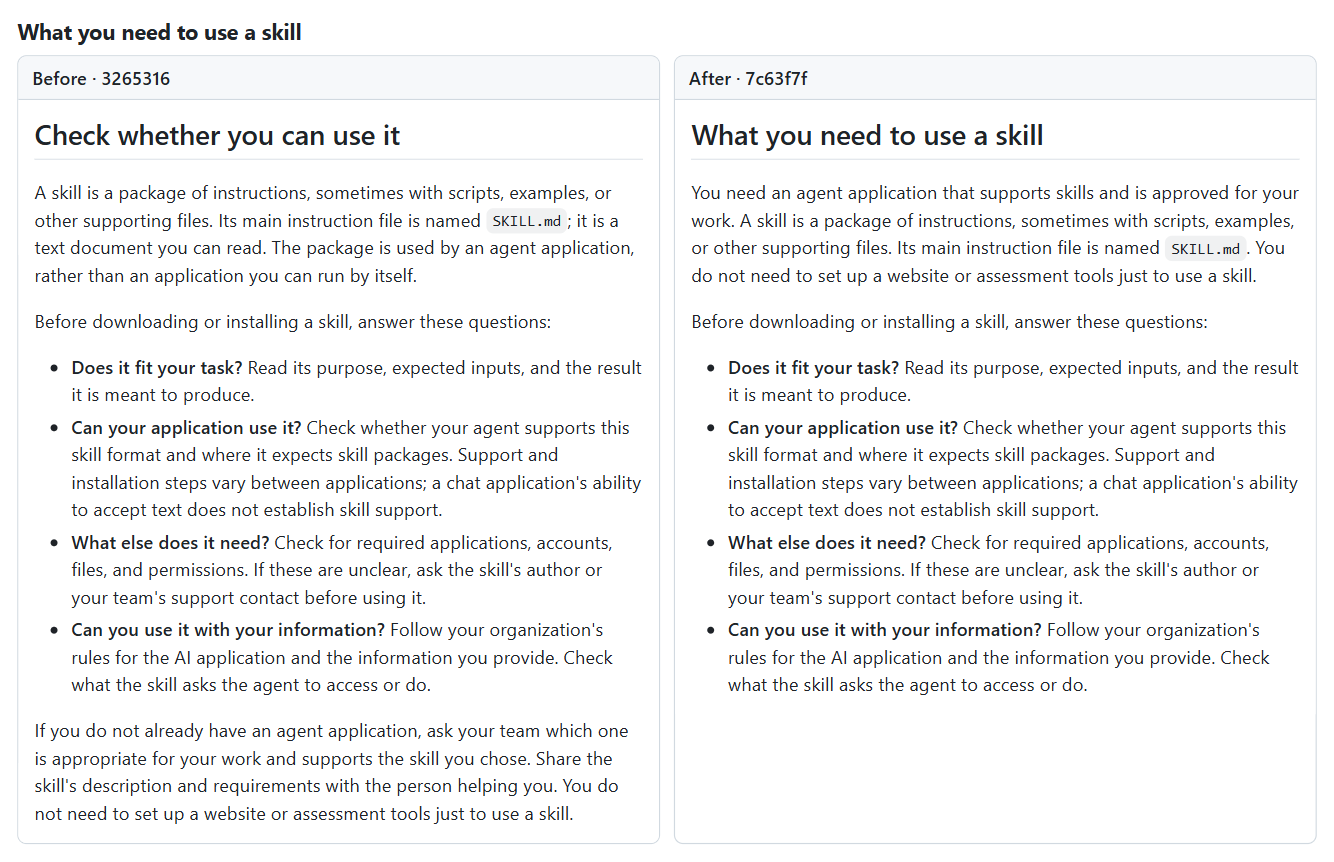 What you need to use a skill
Before · 3265316
Check whether you can use it
A skill is a package of instructions, sometimes with scripts, examples, or
other supporting files. Its main instruction file is named SKILL.md; it is a
text document you can read. The package is used by an agent application,
rather than an application you can run by itself.
Before downloading or installing a skill, answer these questions:
• Does it fit your task? Read its purpose, expected inputs, and the result
it is meant to produce.
• Can your application use it? Check whether your agent supports this
skill format and where it expects skill packages. Support and
installation steps vary between applications; a chat application's ability
to accept text does not establish skill support.
• What else does it need? Check for required applications, accounts,
files, and permissions. If these are unclear, ask the skill's author or
your team's support contact before using it.
• Can you use it with your information? Follow your organization's
rules for the AI application and the information you provide. Check
what the skill asks the agent to access or do.
If you do not already have an agent application, ask your team which one
is appropriate for your work and supports the skill you chose. Share the
skill's description and requirements with the person helping you. You do
not need to set up a website or assessment tools just to use a skill.
After · 7c63f7f
What you need to use a skill
You need an agent application that supports skills and is approved for your
work. A skill is a package of instructions, sometimes with scripts, examples,
or other supporting files. Its main instruction file is named SKILL.md. You
do not need to set up a website or assessment tools just to use a skill.
Before downloading or installing a skill, answer these questions:
• Does it fit your task? Read its purpose, expected inputs, and the result
it is meant to produce.
• Can your application use it? Check whether your agent supports this
skill format and where it expects skill packages. Support and
installation steps vary between applications; a chat application's ability
to accept text does not establish skill support.
• What else does it need? Check for required applications, accounts,
files, and permissions. If these are unclear, ask the skill's author or
your team's support contact before using it.
• Can you use it with your information? Follow your organization's
rules for the AI application and the information you provide. Check
what the skill asks the agent to access or do.